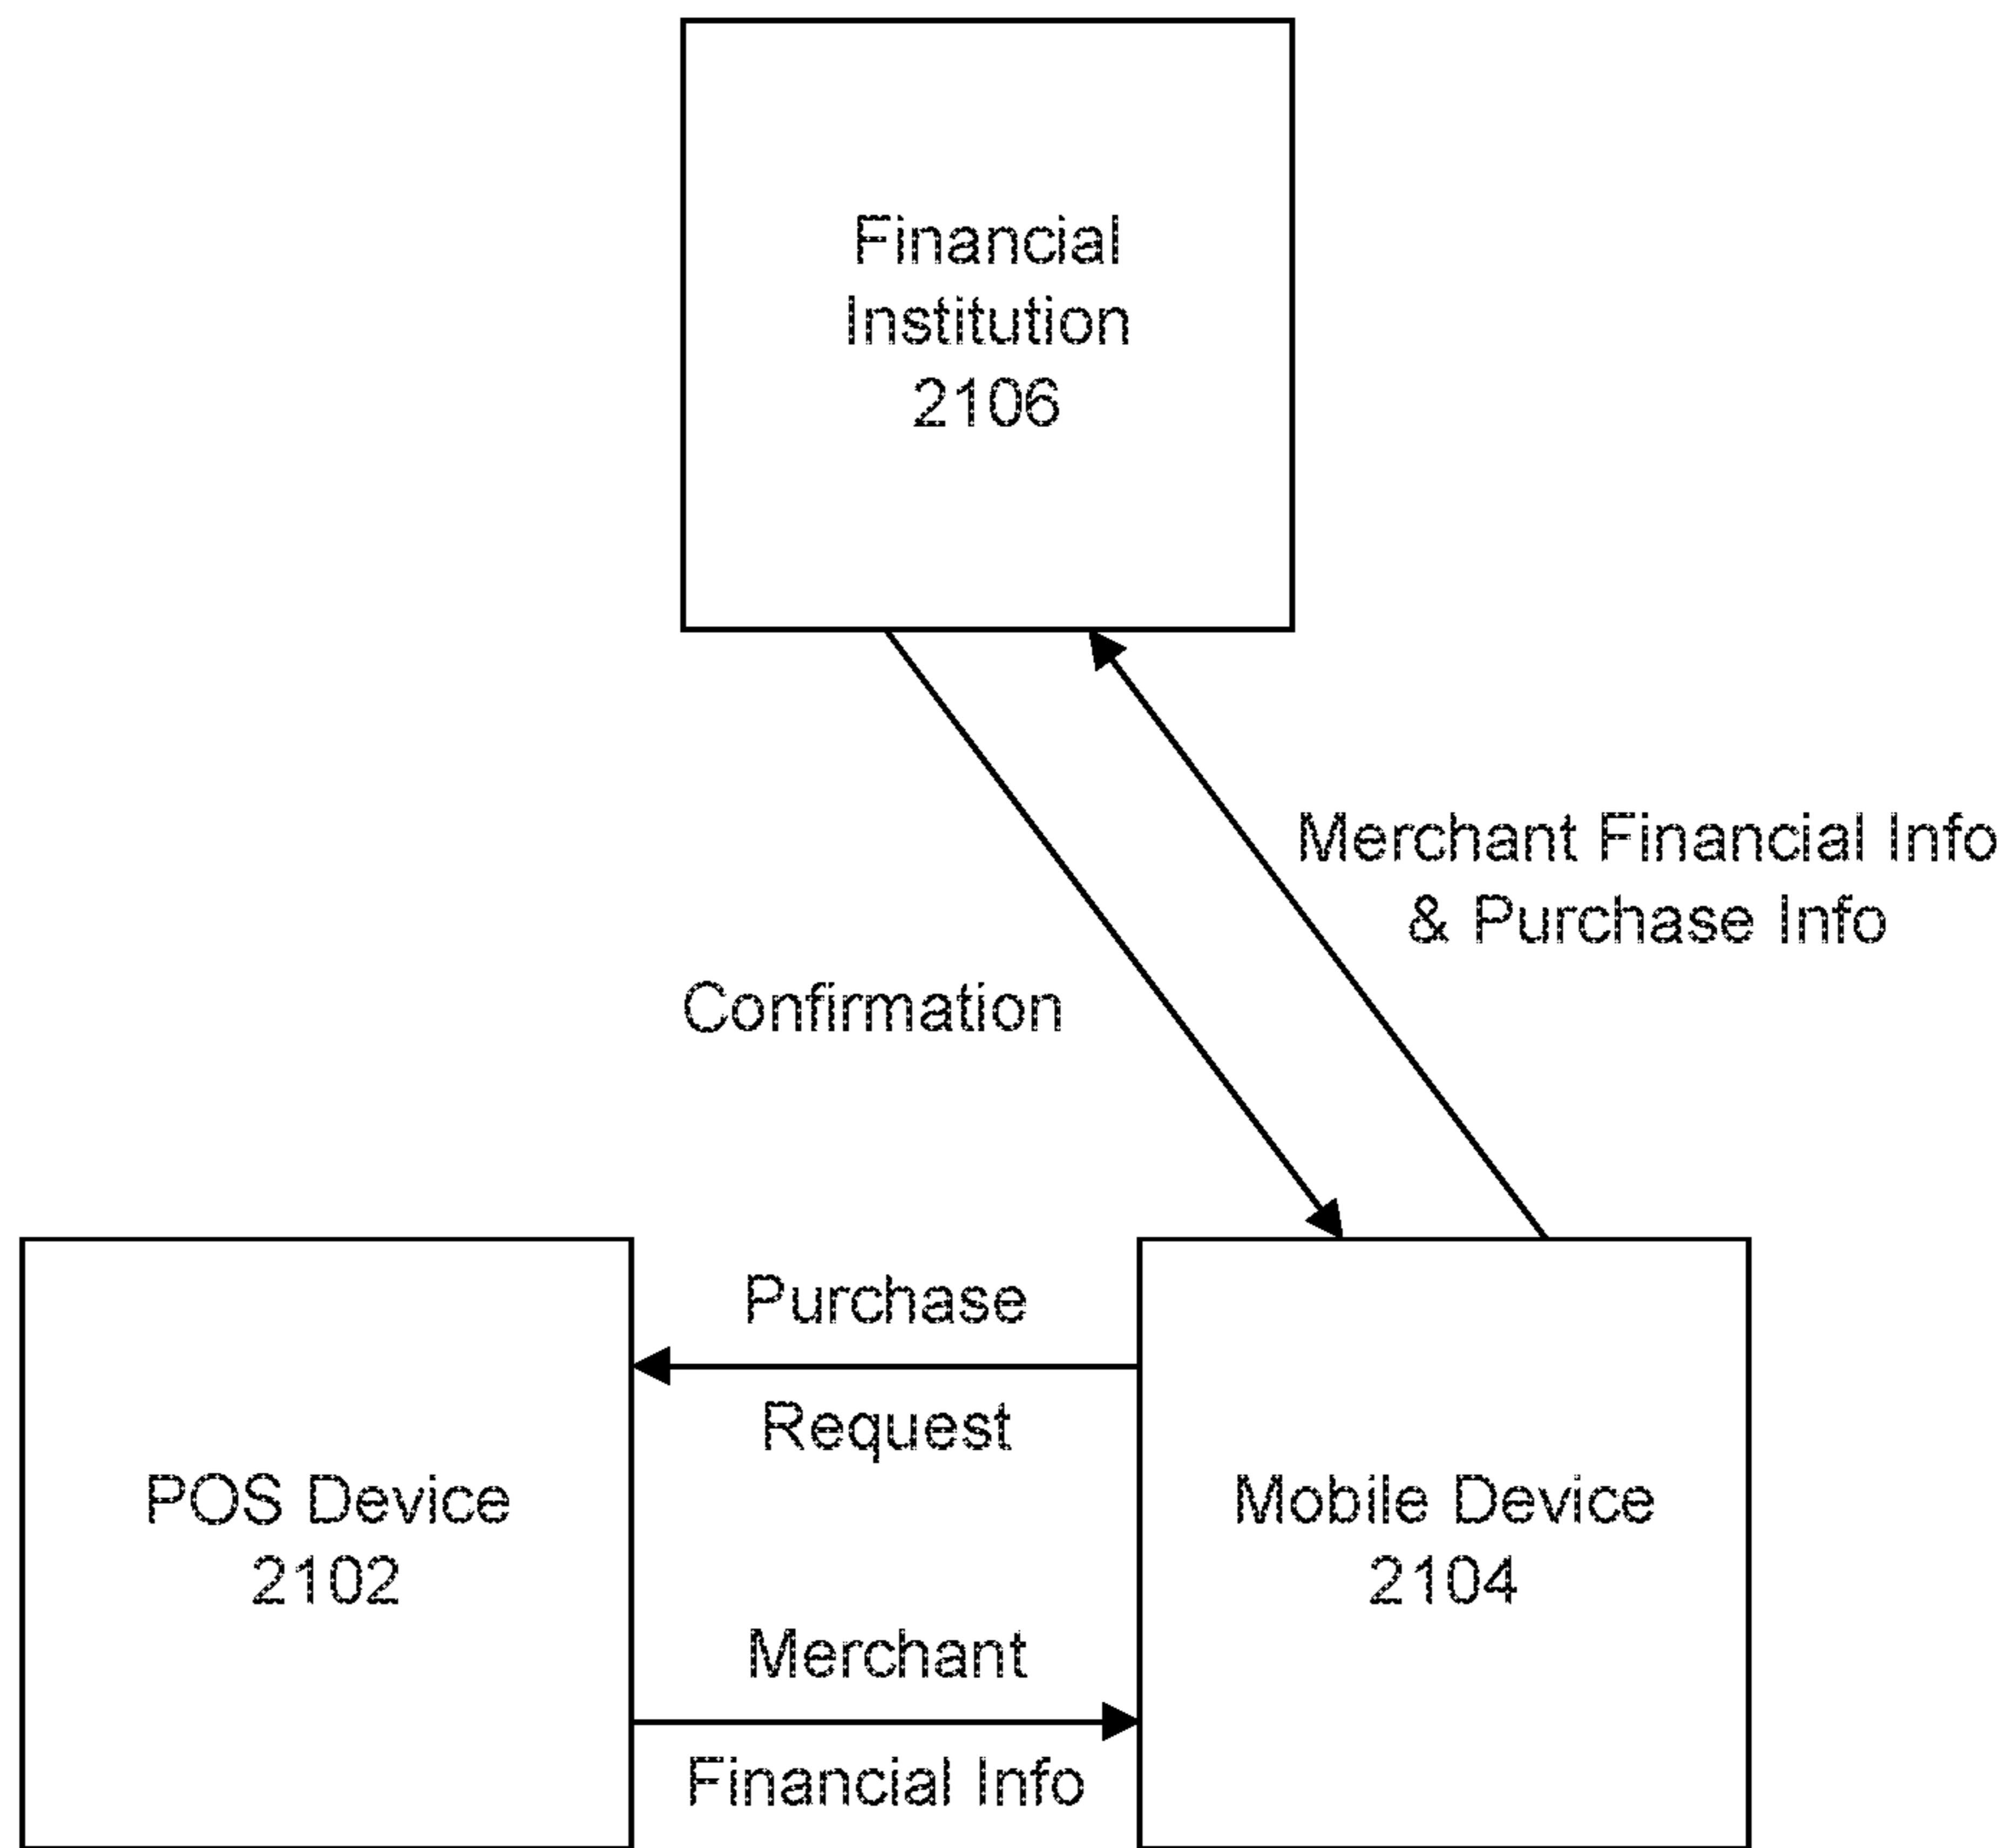 Financial
Institution
2106
Merchant Financial Info
& Purchase Info
Confirmation
Purchase
Request
POS Device
2102
Mobile Device
2104
Merchant
Financial Info